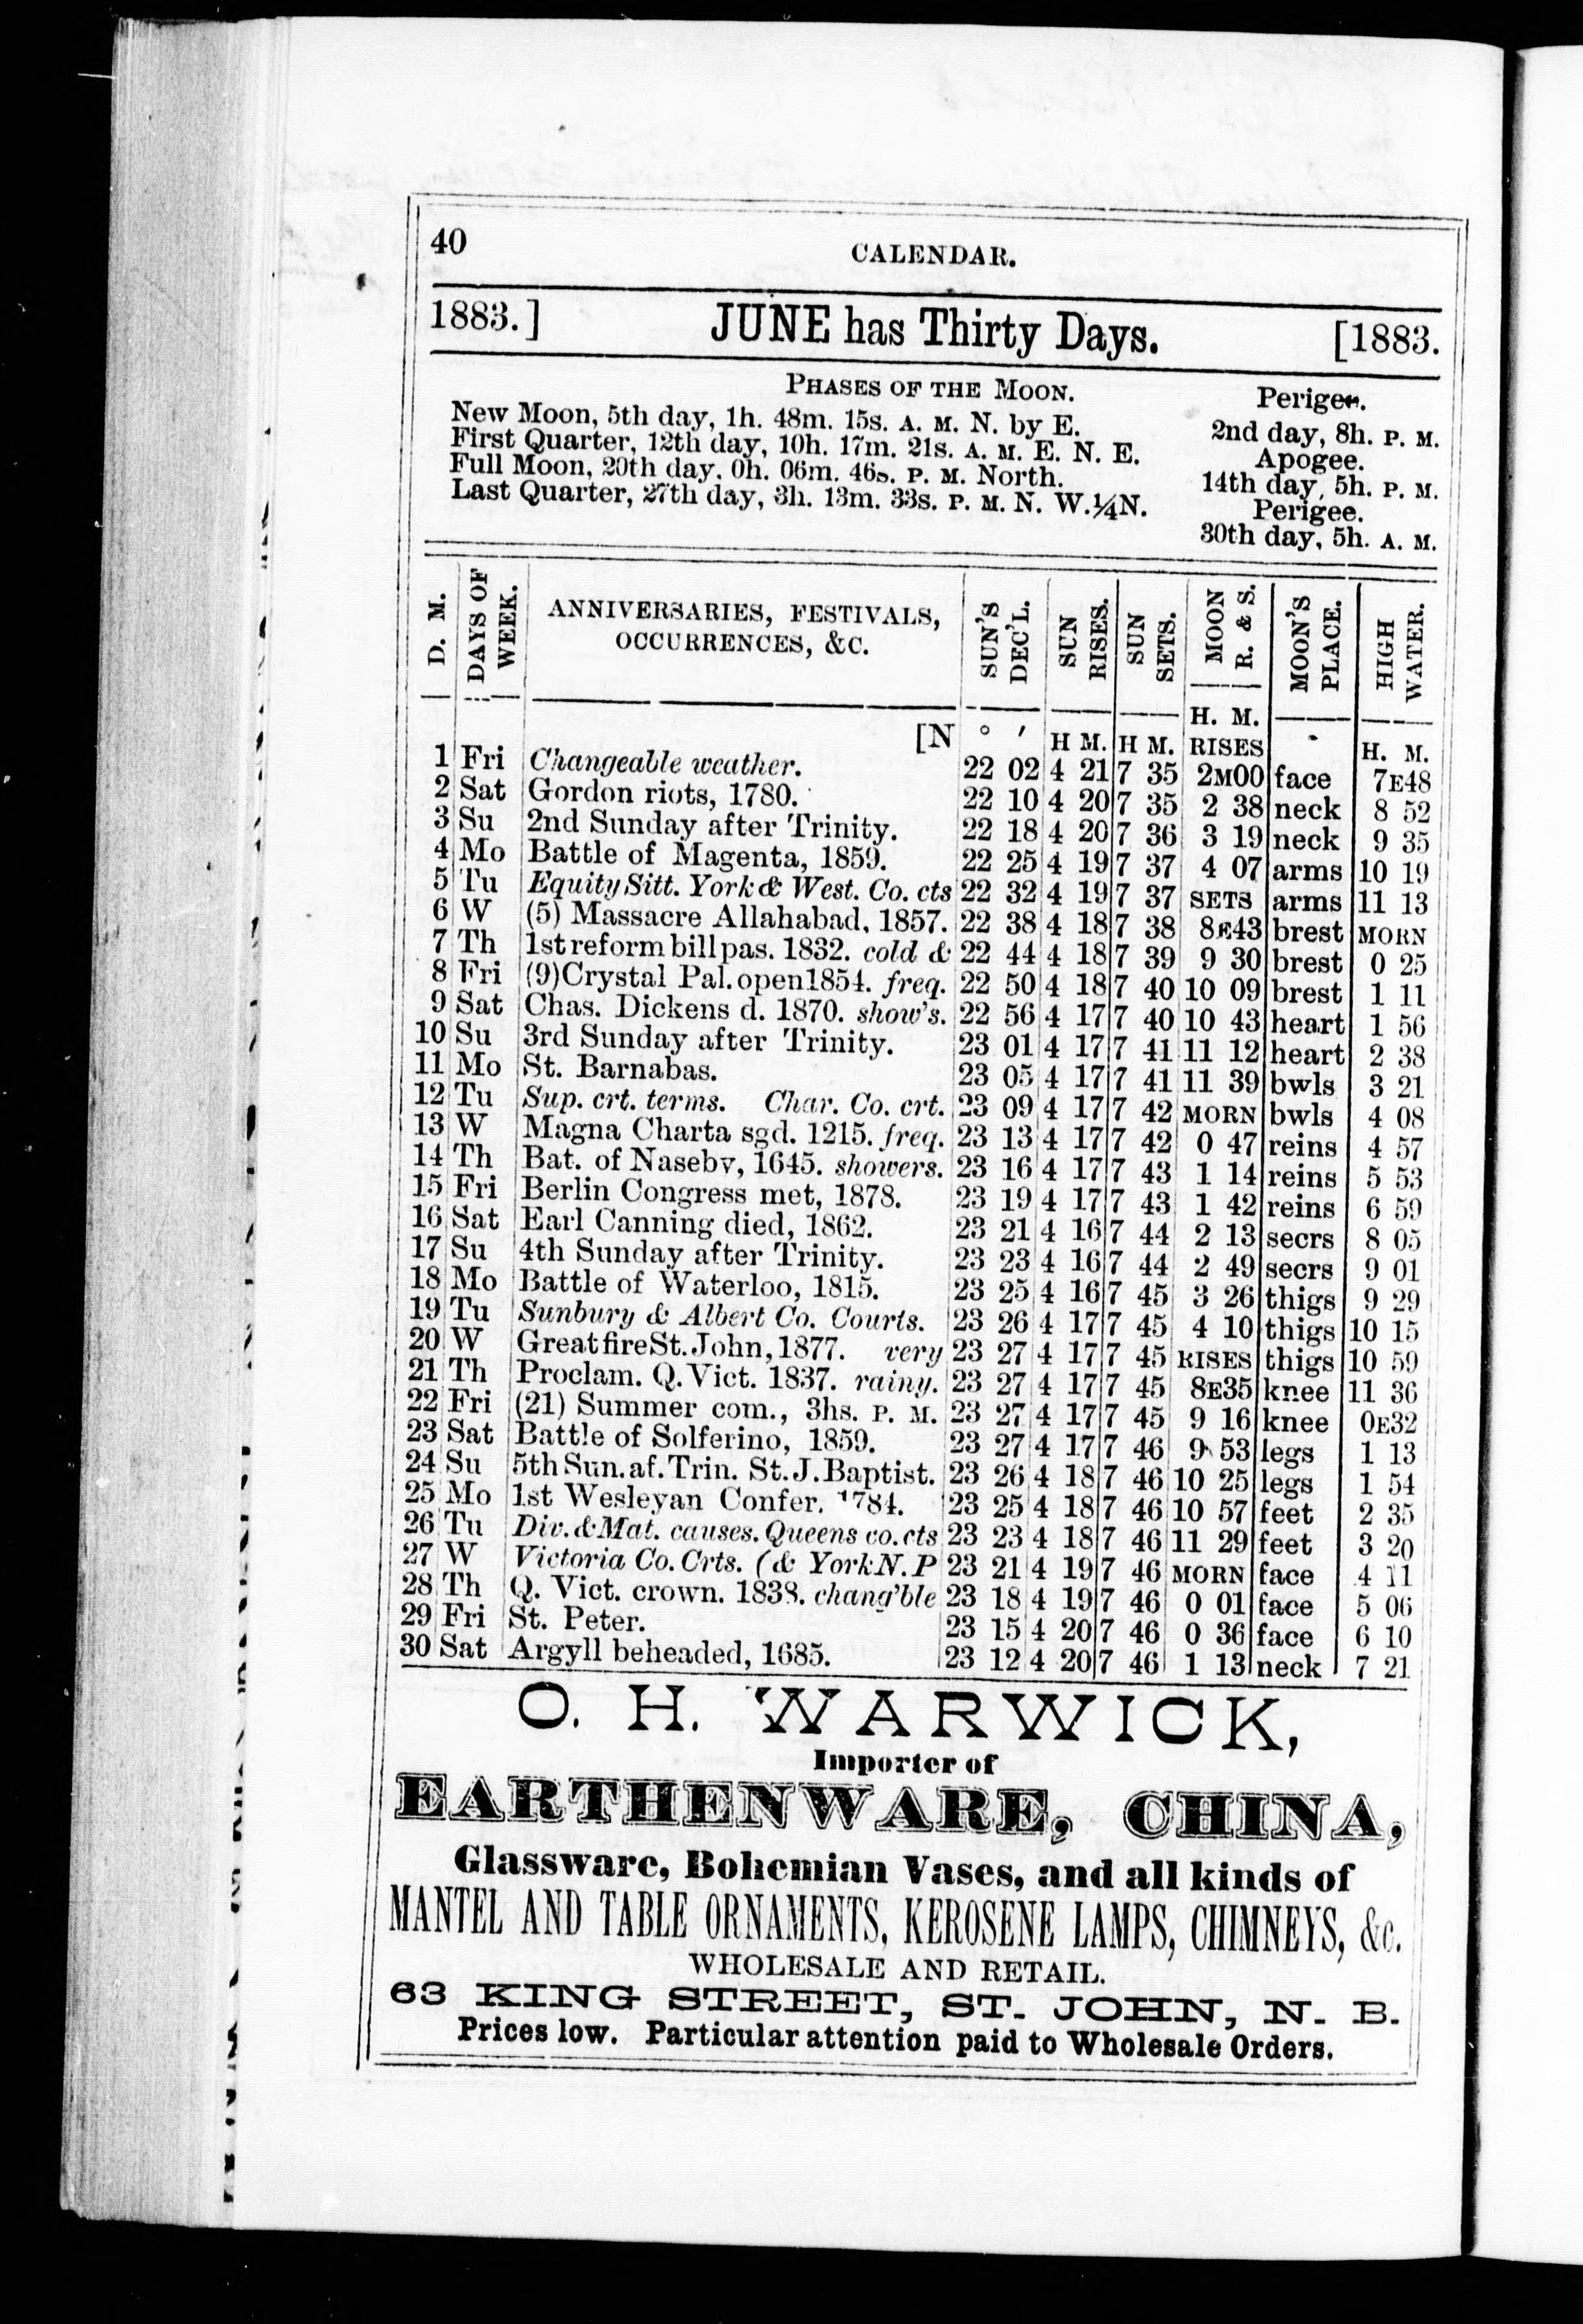 40 CALENDAR.
1883.] JUNE has Thirty Days. [1883.
PHASES OF THE MOON.
New Moon, 5th day, 1h. 48m. 15s. A. M. N. by E.
First Quarter, 12th day, 10h. 17m. 21s. A. M. E. N. E.
Full Moon, 20th day, 0h. 06m. 46s. P. M. North.
Last Quarter, 27th day, 3h. 13m. 33s. P. M. N. W. ¼ N.
Perigee.
2nd day, 8h. P. M.
Apogee.
14th day, 5h. P. M.
Perigee.
30th day, 5h. A. M.
D. M. DAYS OF WEEK. ANNIVERSARIES, FESTIVALS, OCCURRENCES, &C. SUN'S DEC'L. SUN RISES. SUN SETS. MOON R. & S. MOON'S PLACE. HIGH WATER.
[N ° ′ H M. H M. H. M. RISES H. M.
1 Fri Changeable weather. 22 02 4 21 7 35 2M00 face 7E48
2 Sat Gordon riots, 1780. 22 10 4 20 7 35 2 38 neck 8 52
3 Su 2nd Sunday after Trinity. 22 18 4 20 7 36 3 19 neck 9 35
4 Mo Battle of Magenta, 1859. 22 25 4 19 7 37 4 07 arms 10 19
5 Tu Equity Sitt. York & West. Co. cts 22 32 4 19 7 37 SETS arms 11 13
6 W (5) Massacre Allahabad, 1857. 22 38 4 18 7 38 8E43 brest MORN
7 Th 1st reform bill pas. 1832. cold & 22 44 4 18 7 39 9 30 brest 0 25
8 Fri (9) Crystal Pal. open 1854. freq. 22 50 4 18 7 40 10 09 brest 1 11
9 Sat Chas. Dickens d. 1870. show's. 22 56 4 17 7 40 10 43 heart 1 56
10 Su 3rd Sunday after Trinity. 23 01 4 17 7 41 11 12 heart 2 38
11 Mo St. Barnabas. 23 05 4 17 7 41 11 39 bwls 3 21
12 Tu Sup. crt. terms. Char. Co. crt. 23 09 4 17 7 42 MORN bwls 4 08
13 W Magna Charta sgd. 1215. freq. 23 13 4 17 7 42 0 47 reins 4 57
14 Th Bat. of Naseby, 1645. showers. 23 16 4 17 7 43 1 14 reins 5 53
15 Fri Berlin Congress met, 1878. 23 19 4 17 7 43 1 42 reins 6 59
16 Sat Earl Canning died, 1862. 23 21 4 16 7 44 2 13 secrs 8 05
17 Su 4th Sunday after Trinity. 23 23 4 16 7 44 2 49 secrs 9 01
18 Mo Battle of Waterloo, 1815. 23 25 4 16 7 45 3 26 thigs 9 29
19 Tu Sunbury & Albert Co. Courts. 23 26 4 17 7 45 4 10 thigs 10 15
20 W Great fire St. John, 1877. very 23 27 4 17 7 45 RISES thigs 10 59
21 Th Proclam. Q. Vict. 1837. rainy. 23 27 4 17 7 45 8E35 knee 11 36
22 Fri (21) Summer com., 3hs. P. M. 23 27 4 17 7 45 9 16 knee 0E32
23 Sat Battle of Solferino, 1859. 23 27 4 17 7 46 9 53 legs 1 13
24 Su 5th Sun. af. Trin. St. J. Baptist. 23 26 4 18 7 46 10 25 legs 1 54
25 Mo 1st Wesleyan Confer. 1784. 23 25 4 18 7 46 10 57 feet 2 35
26 Tu Div. & Mat. causes. Queens co. cts 23 23 4 18 7 46 11 29 feet 3 20
27 W Victoria Co. Crts. (& York N. P 23 21 4 19 7 46 MORN face 4 11
28 Th Q. Vict. crown. 1838. chang'ble 23 18 4 19 7 46 0 01 face 5 06
29 Fri St. Peter. 23 15 4 20 7 46 0 36 face 6 10
30 Sat Argyll beheaded, 1685. 23 12 4 20 7 46 1 13 neck 7 21
O. H. WARWICK,
Importer of
EARTHENWARE, CHINA,
Glassware, Bohemian Vases, and all kinds of
MANTEL AND TABLE ORNAMENTS, KEROSENE LAMPS, CHIMNEYS, &c.
WHOLESALE AND RETAIL.
63 KING STREET, ST. JOHN, N. B.
Prices low. Particular attention paid to Wholesale Orders.